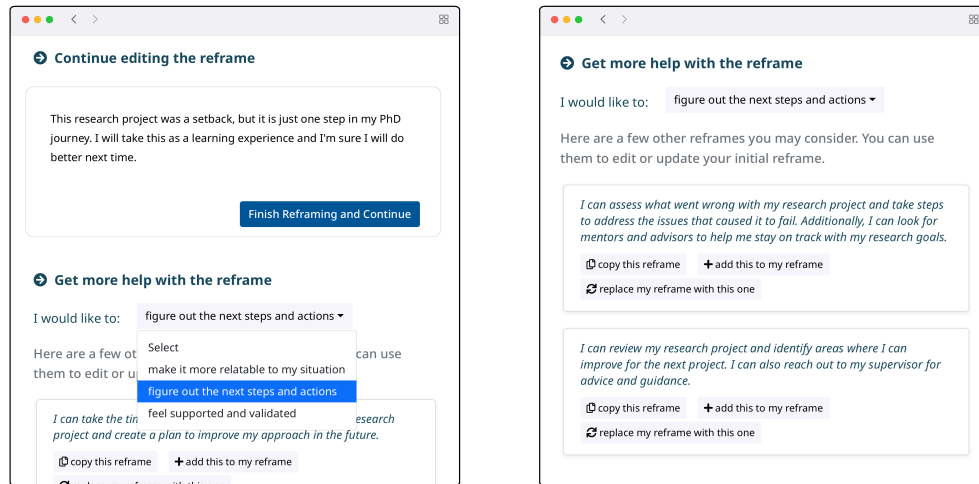 Continue editing the reframe
This research project was a setback, but it is just one step in my PhD
journey. I will take this as a learning experience and I'm sure I will do
better next time.
Finish Reframing and Continue
Get more help with the reframe
I would like to: figure out the next steps and actions
Select
make it more relatable to my situation
figure out the next steps and actions
feel supported and validated
Here are a few ot can use
them to edit or u
I can take the tim esearch
project and create a plan to improve my approach in the future.
copy this reframe add this to my reframe
Get more help with the reframe
I would like to: figure out the next steps and actions
Here are a few other reframes you may consider. You can use
them to edit or update your initial reframe.
I can assess what went wrong with my research project and take steps
to address the issues that caused it to fail. Additionally, I can look for
mentors and advisors to help me stay on track with my research goals.
copy this reframe add this to my reframe
replace my reframe with this one
I can review my research project and identify areas where I can
improve for the next project. I can also reach out to my supervisor for
advice and guidance.
copy this reframe add this to my reframe
replace my reframe with this one